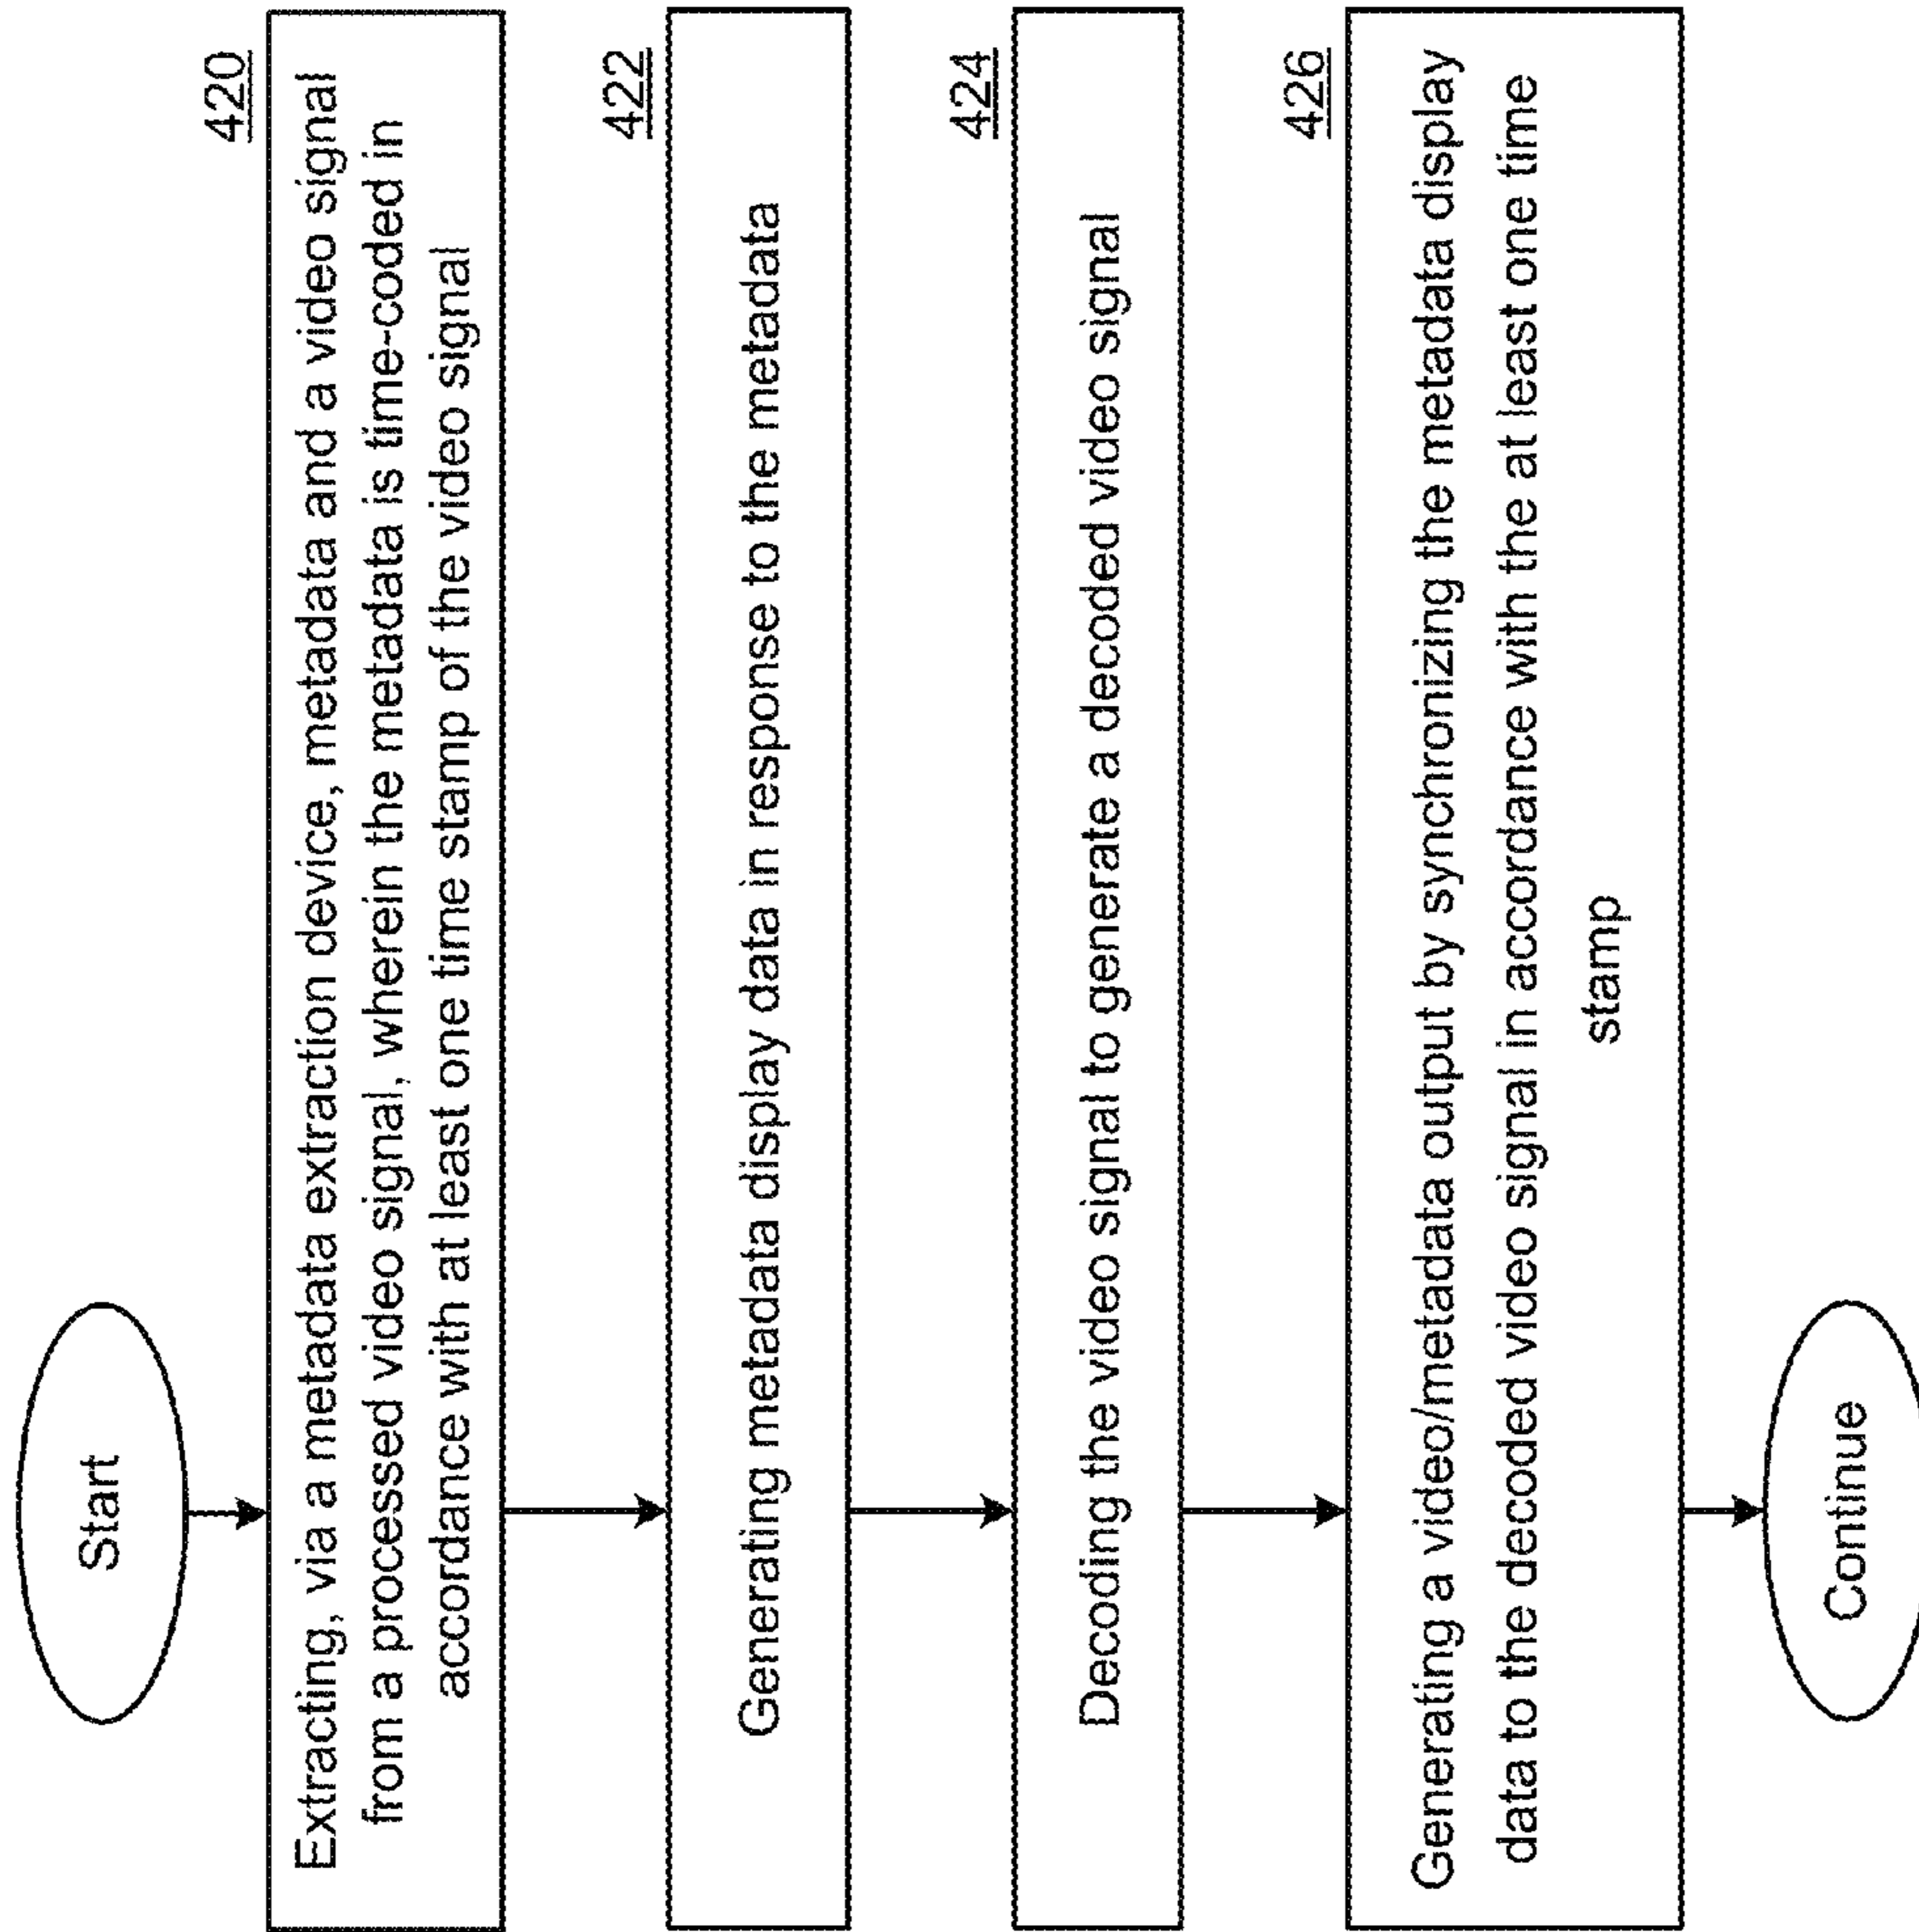 Start
420
Extracting, via a metadata extraction device, metadata and a video signal
from a processed video signal, wherein the metadata is time-coded in
accordance with at least one time stamp of the video signal
422
Generating metadata display data in response to the metadata
424
Decoding the video signal to generate a decoded video signal
426
Generating a video/metadata output by synchronizing the metadata display
data to the decoded video signal in accordance with the at least one time
stamp
Continue